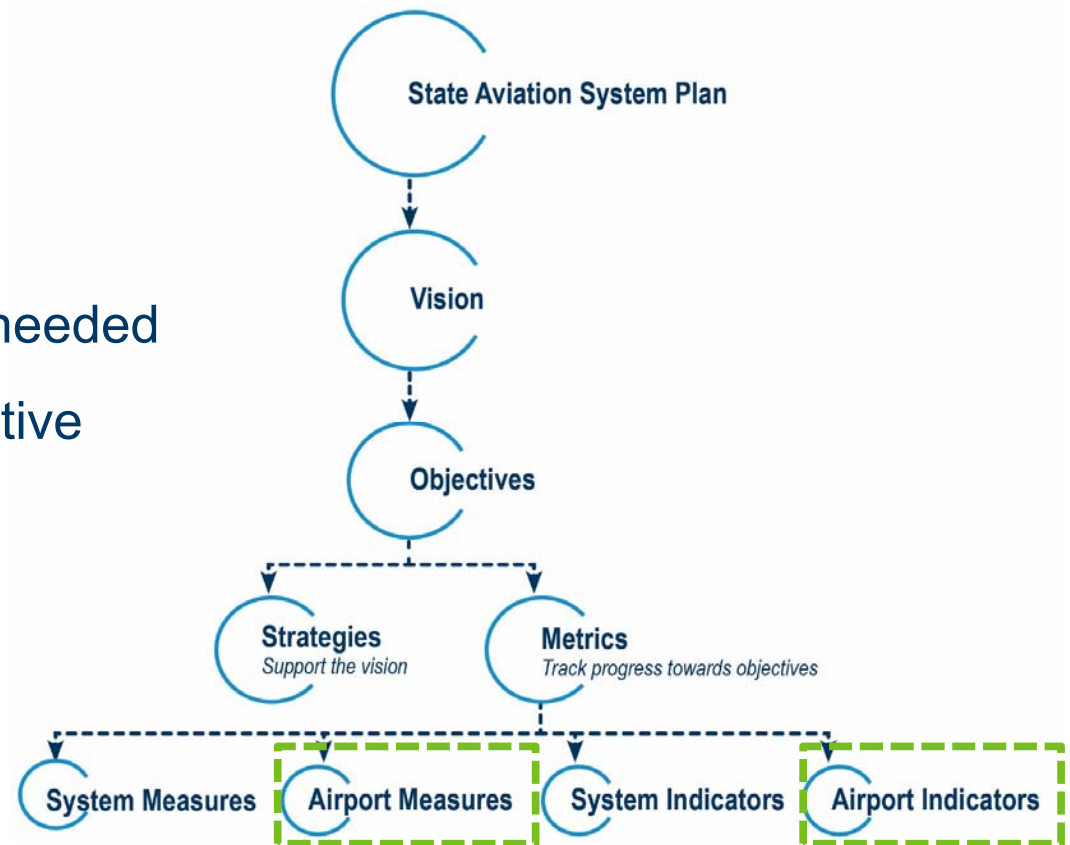 State Aviation System Plan
Vision
needed
tive
Objectives
Strategies
Support the vision
Metrics
Track progress towards objectives
System Measures
Airport Measures
System Indicators
Airport Indicators